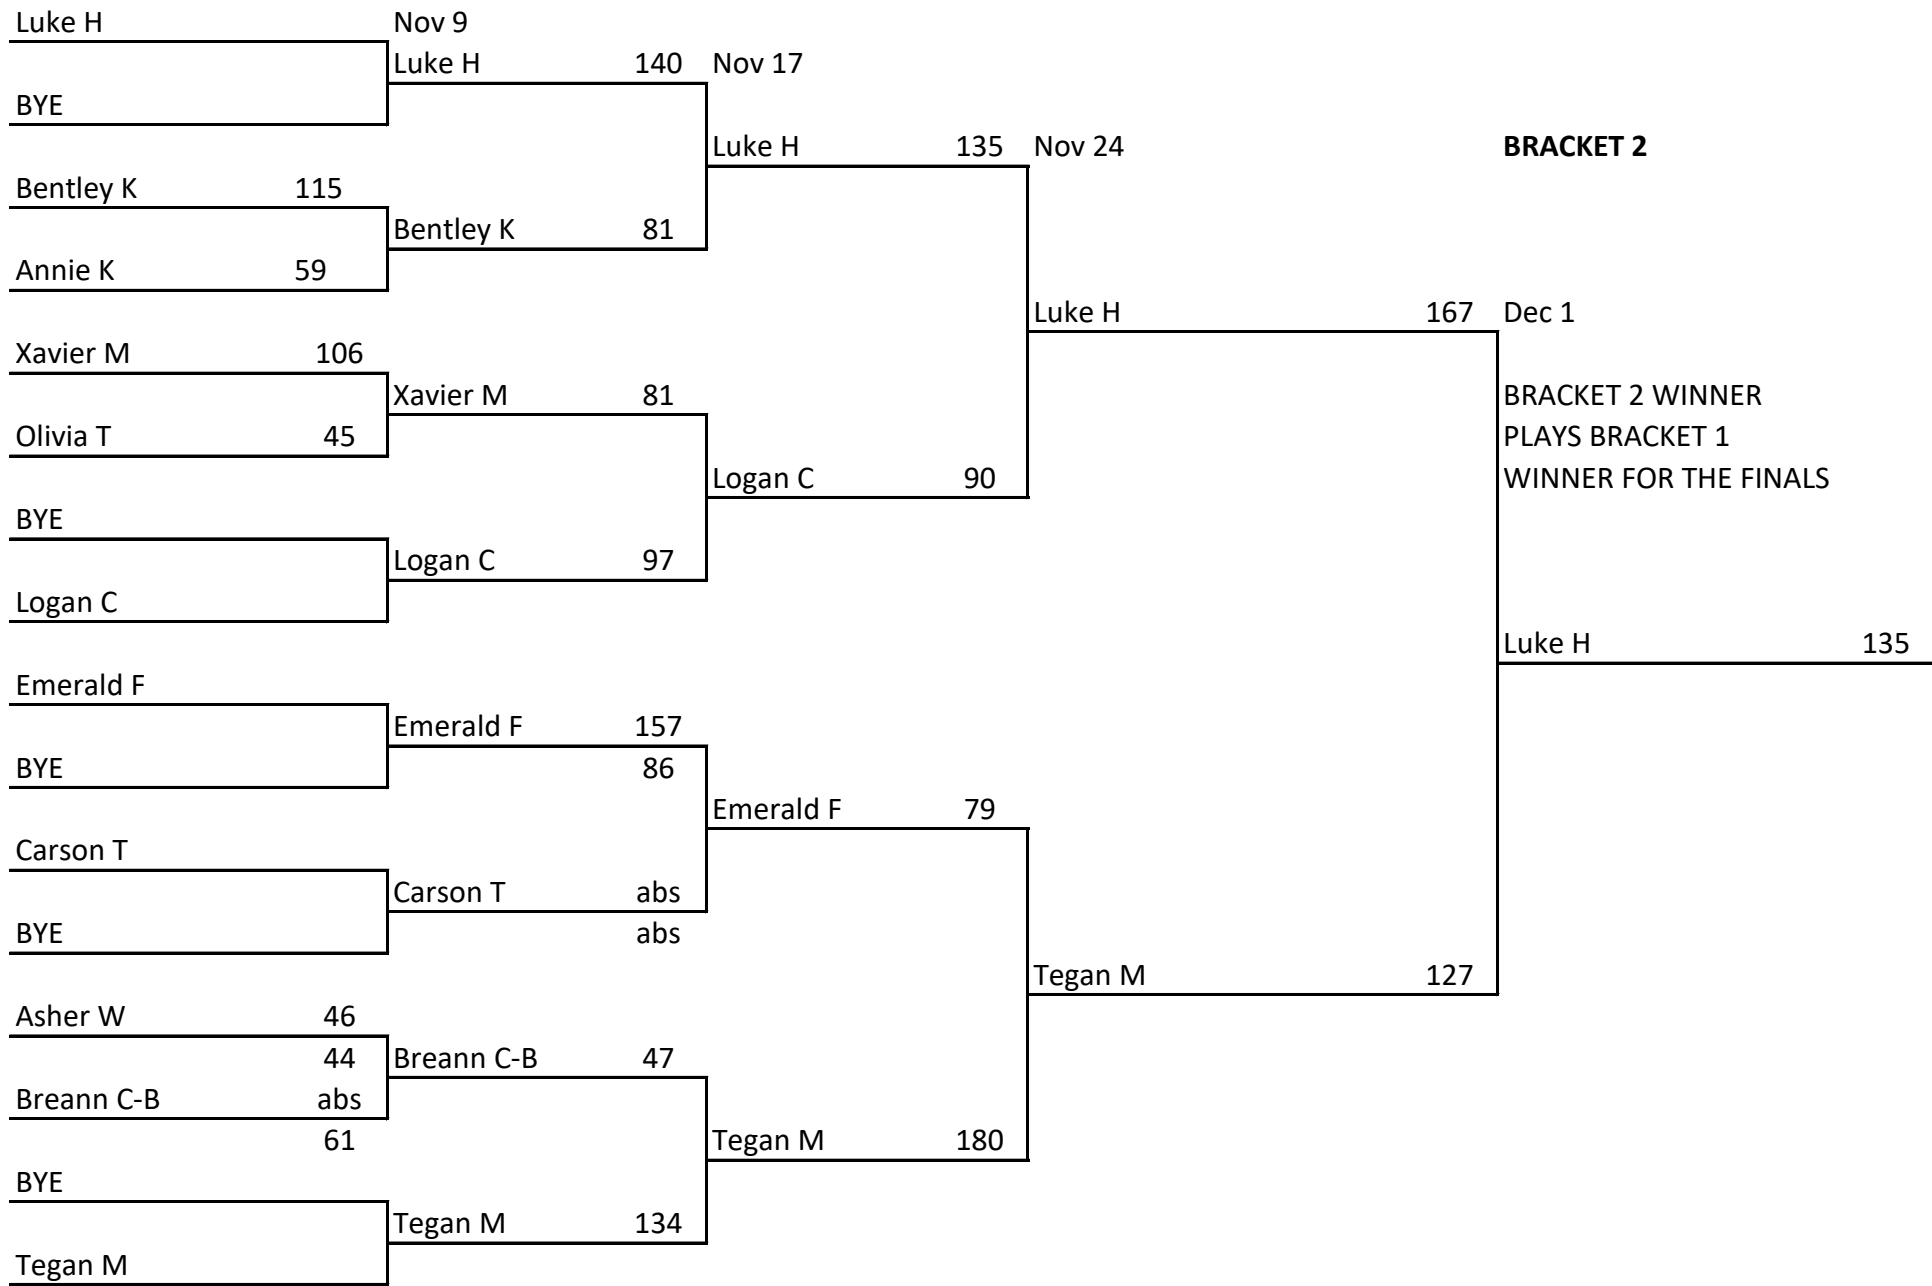 Luke H Nov 9
Luke H 140 Nov 17
BYE
Luke H 135 Nov 24 BRACKET 2
Bentley K 115
Bentley K 81
Annie K 59
Luke H 167 Dec 1
Xavier M 106
Xavier M 81 BRACKET 2 WINNER
Olivia T 45 PLAYS BRACKET 1
Logan C 90 WINNER FOR THE FINALS
BYE
Logan C 97
Logan C
Luke H 135
Emerald F
Emerald F 157
BYE 86
Emerald F 79
Carson T
Carson T abs
BYE abs
Tegan M 127
Asher W 46
44 Breann C-B 47
Breann C-B abs
61 Tegan M 180
BYE
Tegan M 134
Tegan M